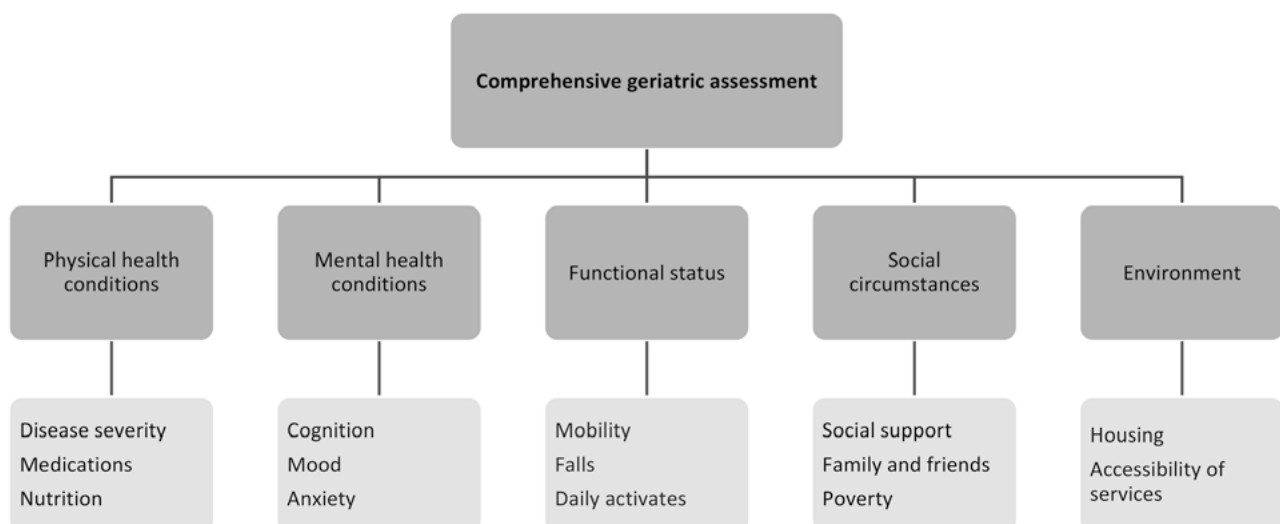 Comprehensive geriatric assessment
Physical health
conditions
Mental health
conditions
Functional status
Social
circumstances
Environment
Disease severity
Medications
Nutrition
Cognition
Mood
Anxiety
Mobility
Falls
Daily activates
Social support
Family and friends
Poverty
Housing
Accessibility of
services